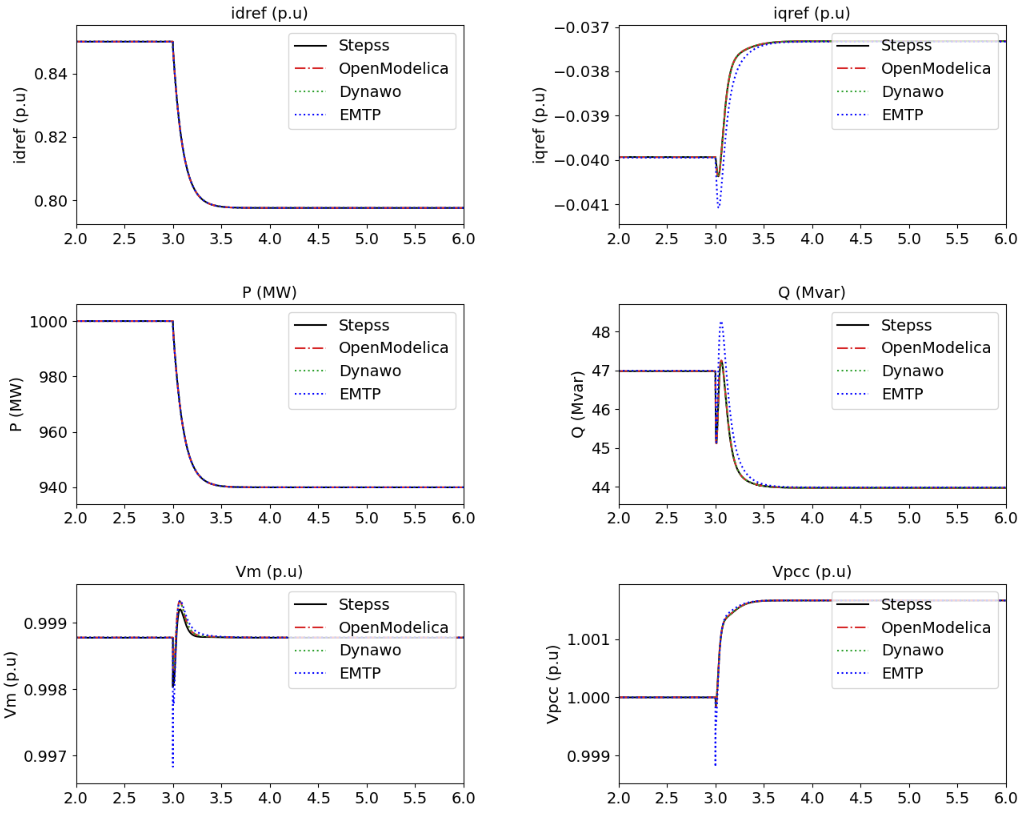 idref (p.u)
idref (p.u)
0.84
0.82
0.80
Stepss
OpenModelica
Dynawo
EMTP
2.0 2.5 3.0 3.5 4.0 4.5 5.0 5.5 6.0
iqref (p.u)
iqref (p.u)
−0.037
−0.038
−0.039
−0.040
−0.041
Stepss
OpenModelica
Dynawo
EMTP
2.0 2.5 3.0 3.5 4.0 4.5 5.0 5.5 6.0
P (MW)
P (MW)
1000
980
960
940
Stepss
OpenModelica
Dynawo
EMTP
2.0 2.5 3.0 3.5 4.0 4.5 5.0 5.5 6.0
Q (Mvar)
Q (Mvar)
48
47
46
45
44
Stepss
OpenModelica
Dynawo
EMTP
2.0 2.5 3.0 3.5 4.0 4.5 5.0 5.5 6.0
Vm (p.u)
Vm (p.u)
0.999
0.998
0.997
Stepss
OpenModelica
Dynawo
EMTP
2.0 2.5 3.0 3.5 4.0 4.5 5.0 5.5 6.0
Vpcc (p.u)
Vpcc (p.u)
1.001
1.000
0.999
Stepss
OpenModelica
Dynawo
EMTP
2.0 2.5 3.0 3.5 4.0 4.5 5.0 5.5 6.0